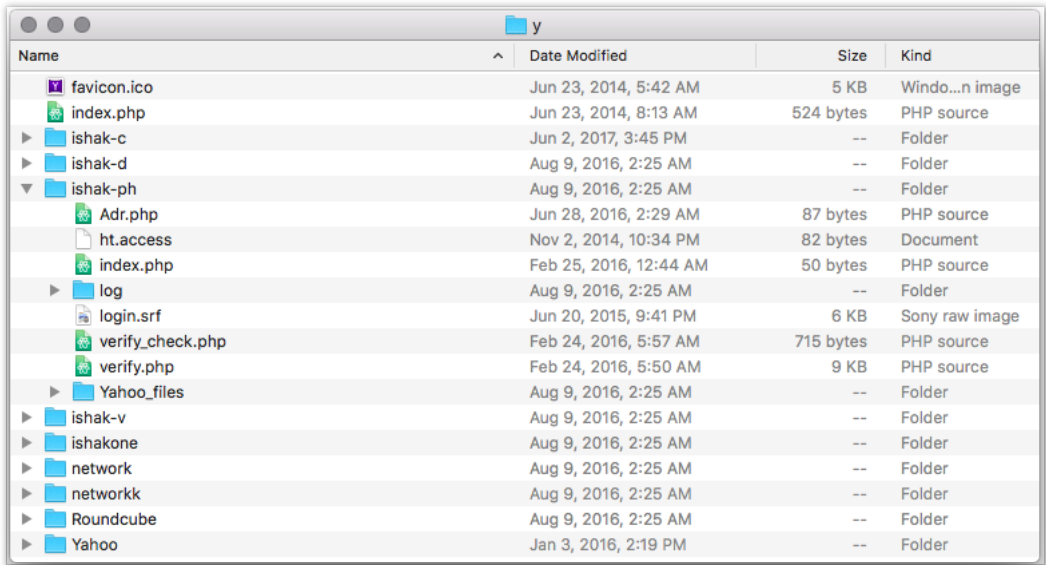 y
Name Date Modified Size Kind
favicon.ico Jun 23, 2014, 5:42 AM 5 KB Windo...n image
index.php Jun 23, 2014, 8:13 AM 524 bytes PHP source
ishak-c Jun 2, 2017, 3:45 PM -- Folder
ishak-d Aug 9, 2016, 2:25 AM -- Folder
ishak-ph Aug 9, 2016, 2:25 AM -- Folder
Adr.php Jun 28, 2016, 2:29 AM 87 bytes PHP source
ht.access Nov 2, 2014, 10:34 PM 82 bytes Document
index.php Feb 25, 2016, 12:44 AM 50 bytes PHP source
log Aug 9, 2016, 2:25 AM -- Folder
login.srf Jun 20, 2015, 9:41 PM 6 KB Sony raw image
verify_check.php Feb 24, 2016, 5:57 AM 715 bytes PHP source
verify.php Feb 24, 2016, 5:50 AM 9 KB PHP source
Yahoo_files Aug 9, 2016, 2:25 AM -- Folder
ishak-v Aug 9, 2016, 2:25 AM -- Folder
ishakone Aug 9, 2016, 2:25 AM -- Folder
network Aug 9, 2016, 2:25 AM -- Folder
networkk Aug 9, 2016, 2:25 AM -- Folder
Roundcube Aug 9, 2016, 2:25 AM -- Folder
Yahoo Jan 3, 2016, 2:19 PM -- Folder